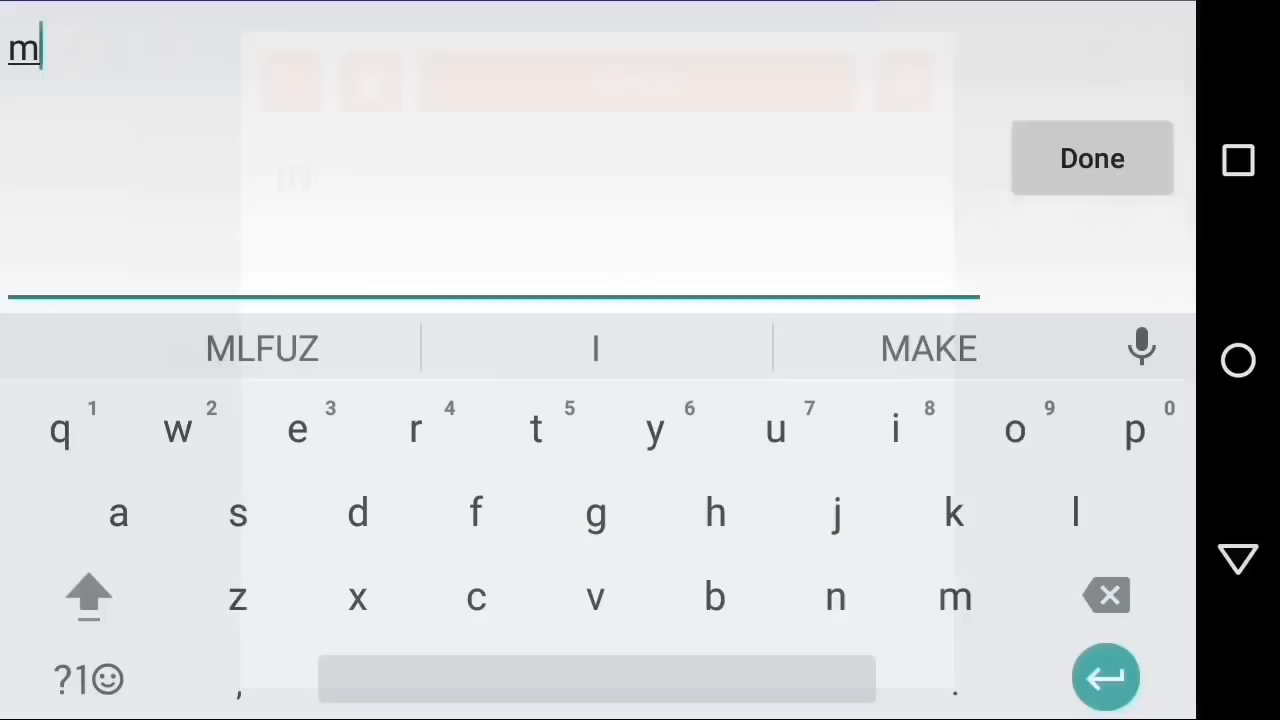 m
Done
MLFUZ I MAKE
q 1 w 2 e 3 r 4 t 5 y 6 u 7 i 8 o 9 p 0
a s d f g h j k l
z x c v b n m
?1☺ , .